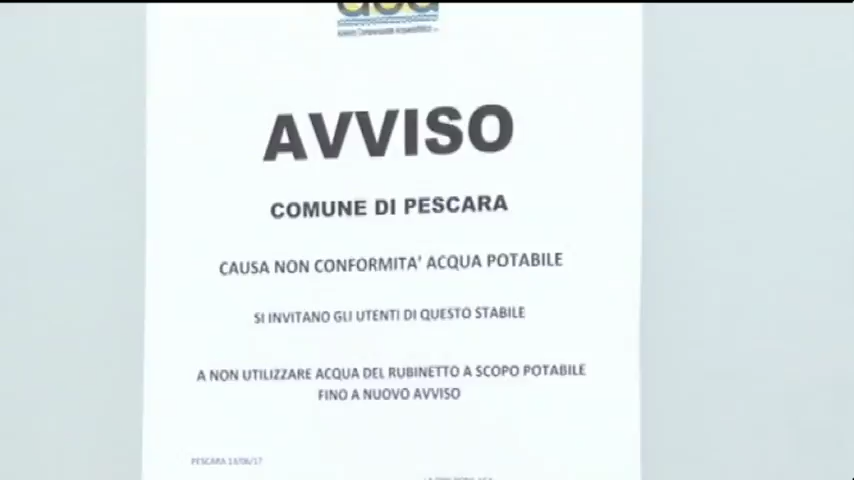 aca
AVVISO
COMUNE DI PESCARA
CAUSA NON CONFORMITA' ACQUA POTABILE
SI INVITANO GLI UTENTI DI QUESTO STABILE
A NON UTILIZZARE ACQUA DEL RUBINETTO A SCOPO POTABILE
FINO A NUOVO AVVISO
PESCARA 13/06/17